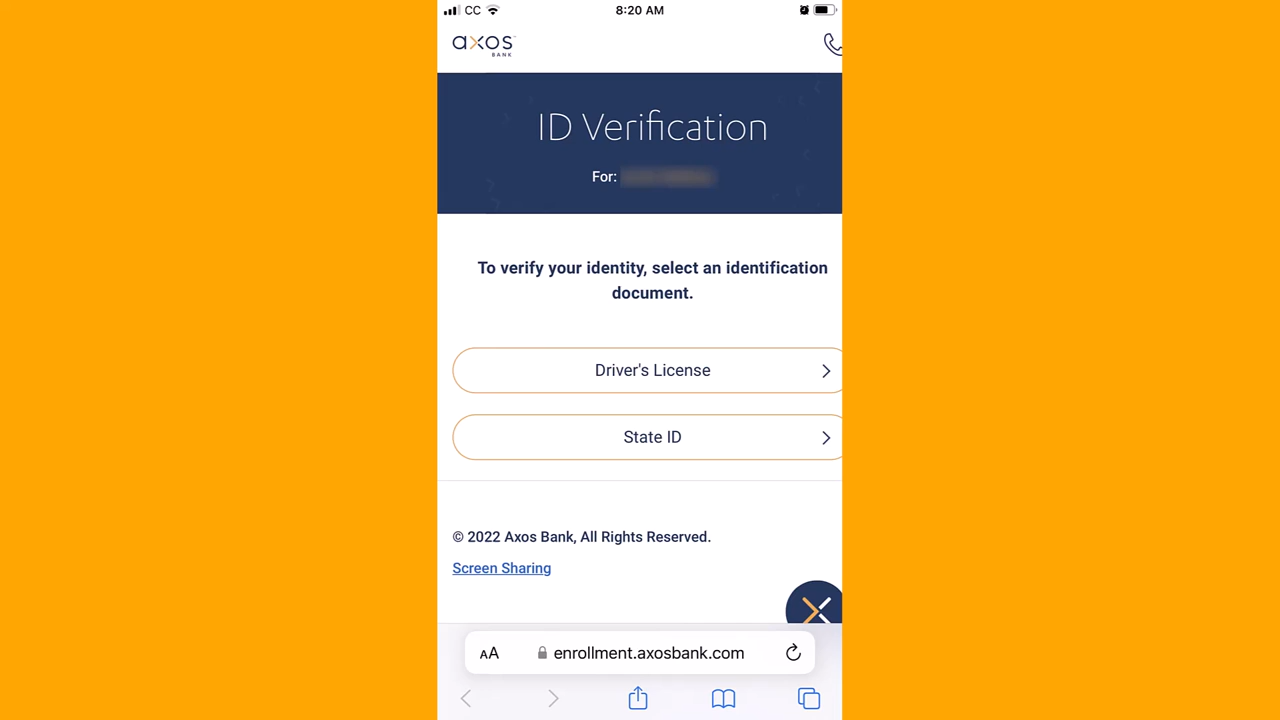 CC
8:20 AM
axos
BANK
ID Verification
For:
To verify your identity, select an identification
document.
Driver's License
State ID
© 2022 Axos Bank, All Rights Reserved.
Screen Sharing
AA
enrollment.axosbank.com